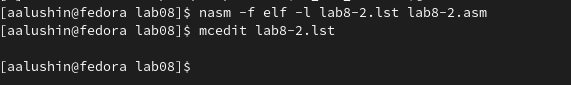 [aalushin@fedora lab08]$ nasm -f elf -l lab8-2.lst lab8-2.asm
[aalushin@fedora lab08]$ mcedit lab8-2.lst
[aalushin@fedora lab08]$